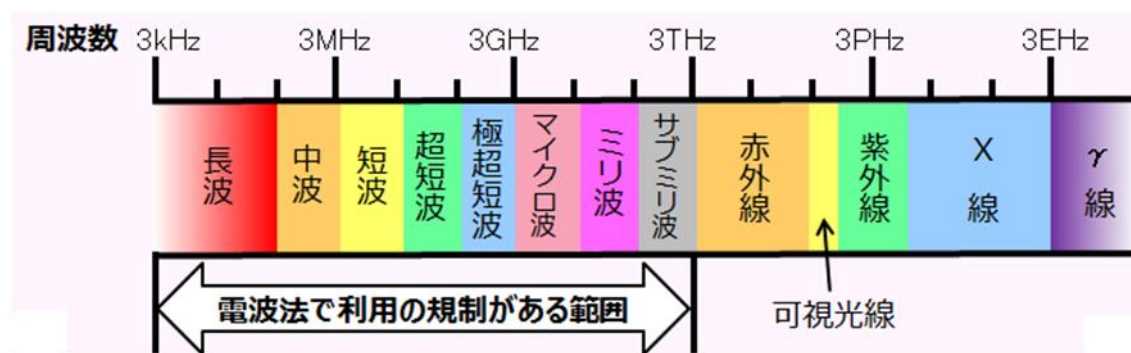 周波数 3kHz 3MHz 3GHz 3THz 3PHz 3EHz
長波
中波
短波
超短波
極超短波
マイクロ波
ミリ波
サブミリ波
赤外線
紫外線
X線
γ線
電波法で利用の規制がある範囲
可視光線